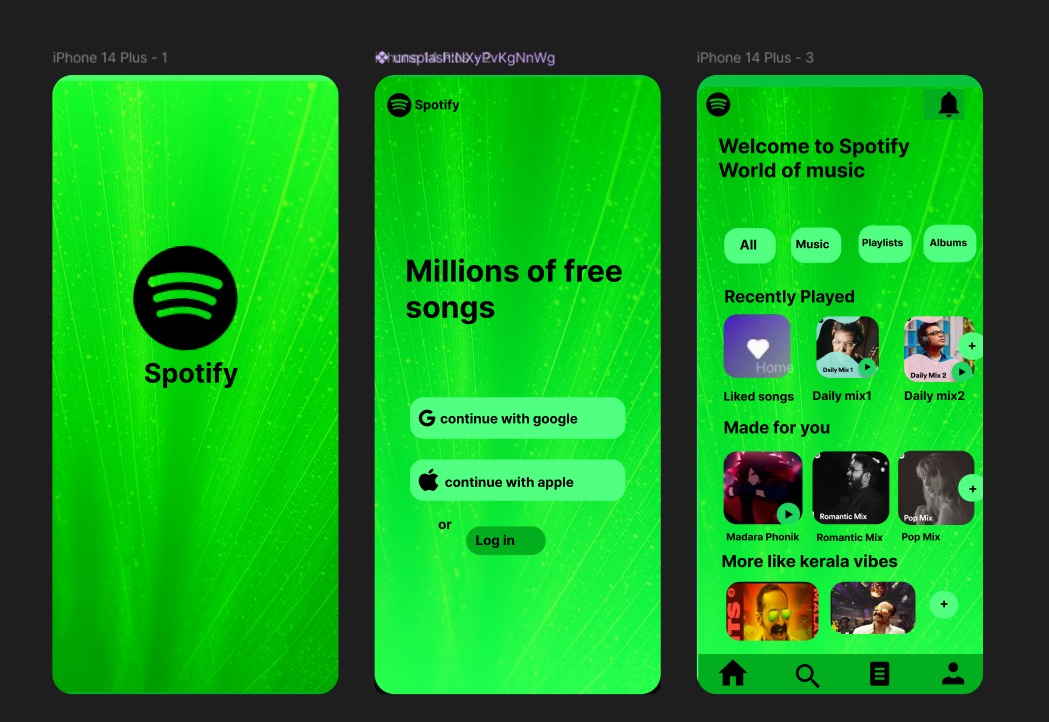 iPhone 14 Plus - 1
unsplash:NXyPvKgNnWg
iPhone 14 Plus - 3
Spotify
Spotify
Millions of free
songs
continue with google
continue with apple
or
Log in
Welcome to Spotify
World of music
All
Music
Playlists
Albums
Recently Played
Home
Daily Mix 1
Daily Mix 2
+
Liked songs
Daily mix1
Daily mix2
Made for you
Romantic Mix
Pop Mix
+
Madara Phonik
Romantic Mix
Pop Mix
More like kerala vibes
+